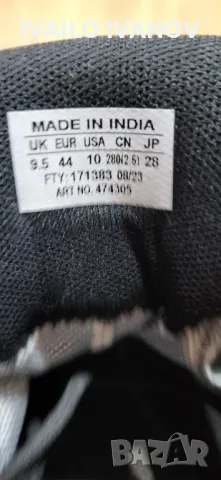 IVAILO IVAILO
MADE IN INDIA
UK EUR USA CN JP
9.5 44 10 280(2.5) 28
FTY:171383 08/23
ART NO.474305
BAZAR